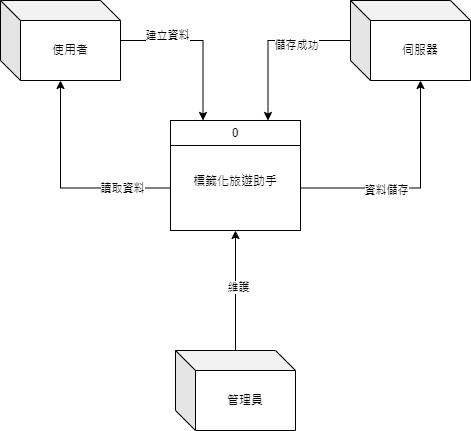 使用者
建立資料
儲存成功
伺服器
0
標籤化旅遊助手
讀取資料
資料儲存
维護
管理員